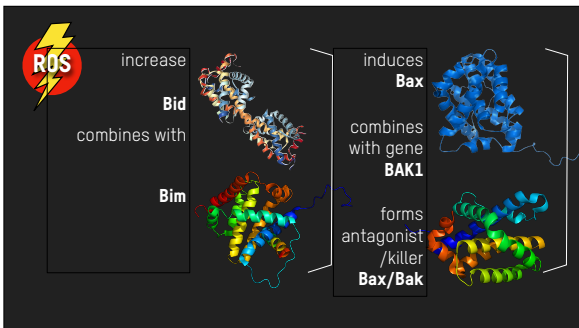 ROS
increase
Bid
combines with
Bim
induces
Bax
combines
with gene
BAK1
forms
antagonist
/killer
Bax/Bak